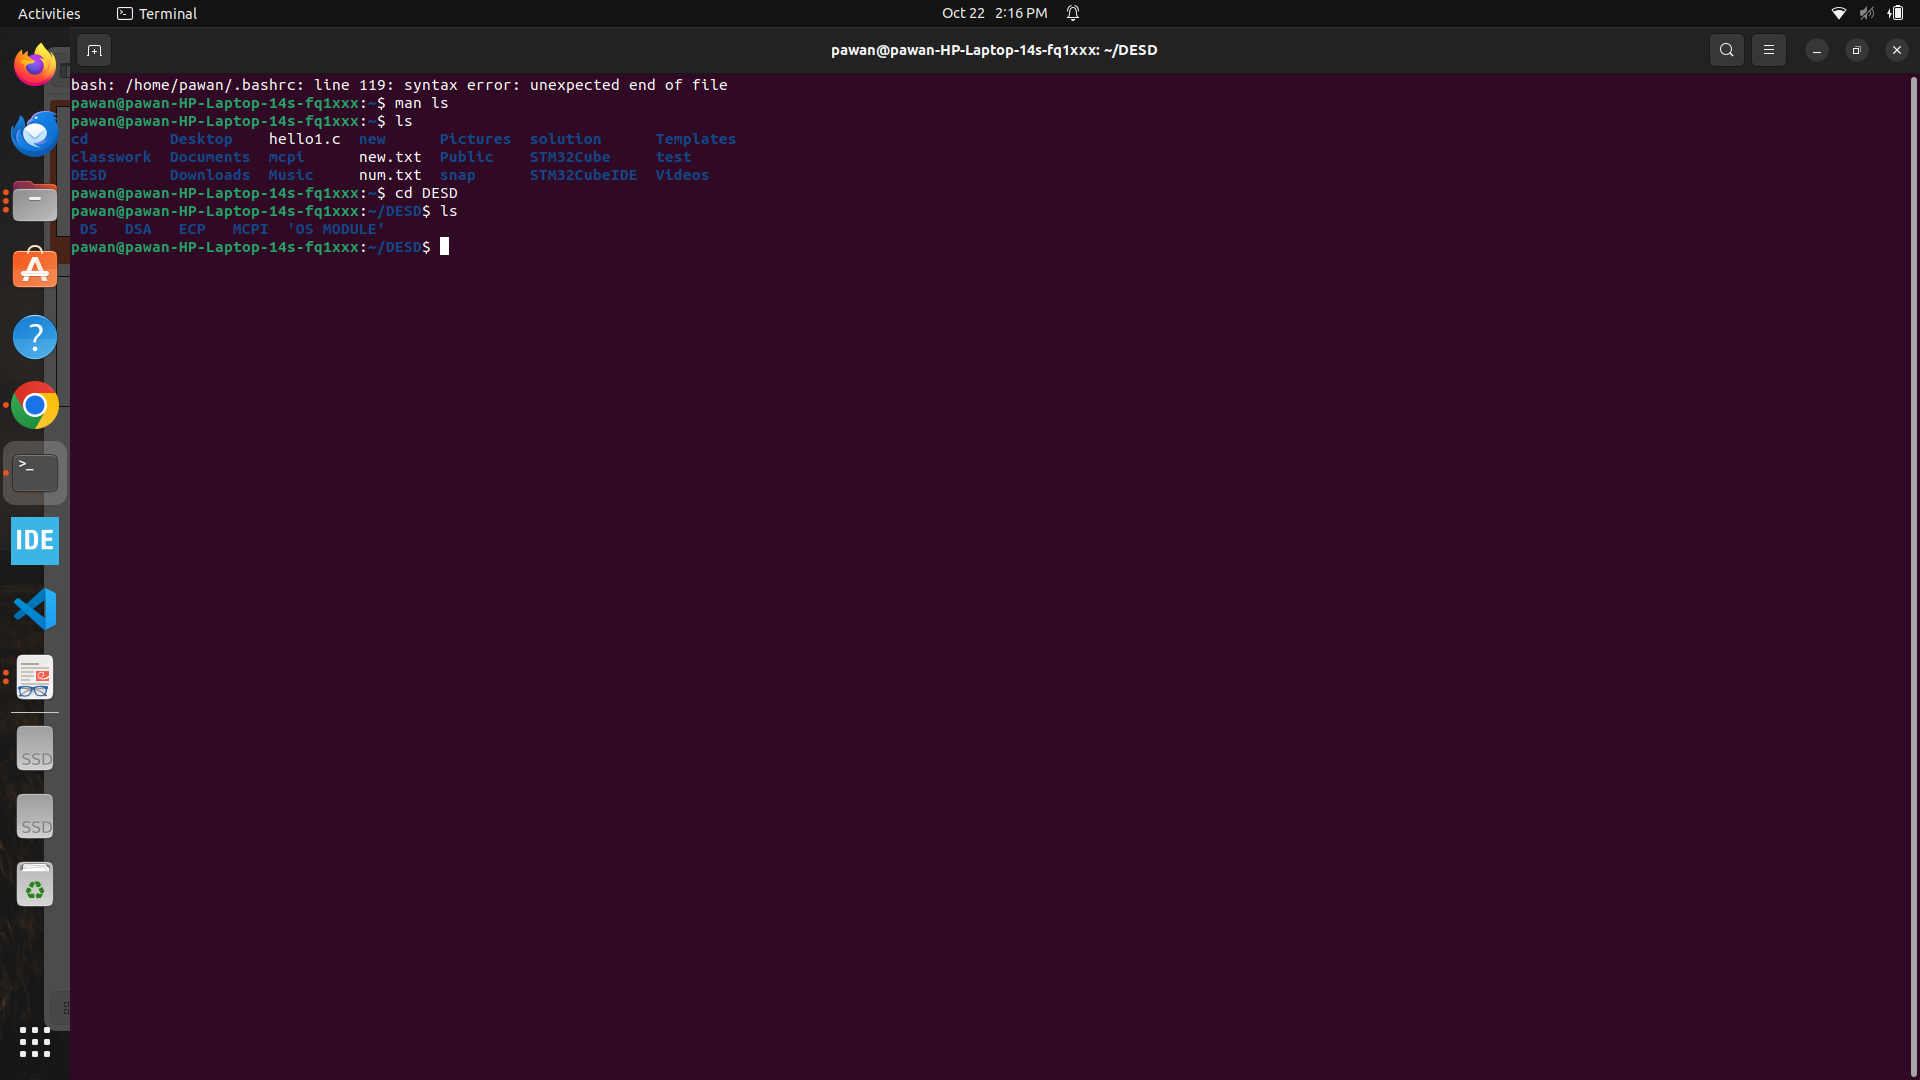 Activities Terminal Oct 22 2:16 PM
pawan@pawan-HP-Laptop-14s-fq1xxx: ~/DESD
bash: /home/pawan/.bashrc: line 119: syntax error: unexpected end of file
pawan@pawan-HP-Laptop-14s-fq1xxx:~$ man ls
pawan@pawan-HP-Laptop-14s-fq1xxx:~$ ls
cd Desktop hello1.c new Pictures solution Templates
classwork Documents mcpi new.txt Public STM32Cube test
DESD Downloads Music num.txt snap STM32CubeIDE Videos
pawan@pawan-HP-Laptop-14s-fq1xxx:~$ cd DESD
pawan@pawan-HP-Laptop-14s-fq1xxx:~/DESD$ ls
DS DSA ECP MCPI 'OS MODULE'
pawan@pawan-HP-Laptop-14s-fq1xxx:~/DESD$
?
>_
IDE
SSD
SSD